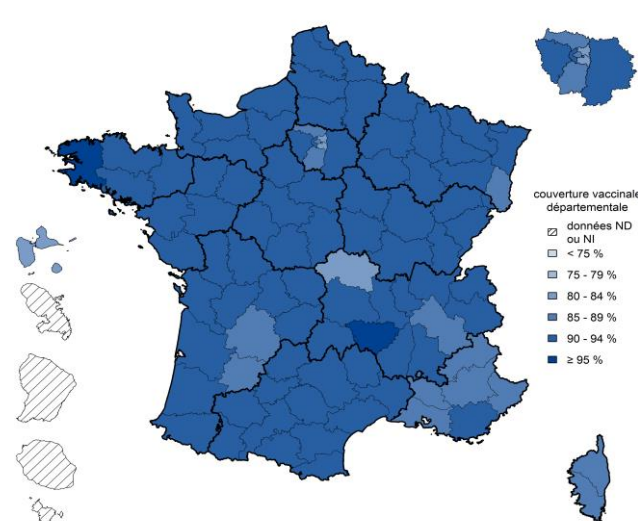 couverture vaccinale
départementale
données ND
ou NI
< 75 %
75 - 79 %
80 - 84 %
85 - 89 %
90 - 94 %
≥ 95 %